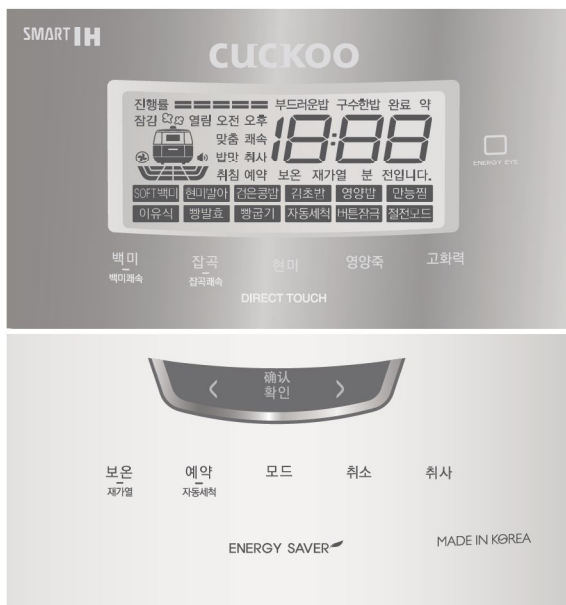 SMART IH
CUCKOO
진행률 부드러운밥 구수한밥 완료 약
잠김 열림 오전 오후
맞춤 쾌속
밥맛 취사
18:88
취침 예약 보온 재가열 분 전입니다.
ENERGY EYE
SOFT백미 현미발아 검은콩밥 김초밥 영양밥 만능찜
이유식 빵발효 빵굽기 자동세척 버튼잠금 절전모드
백미 잡곡 현미 영양죽 고화력
백미쾌속 잡곡쾌속
DIRECT TOUCH
确认
< 확인 >
보온 예약 모드 취소 취사
재가열 자동세척
ENERGY SAVER
MADE IN KOREA